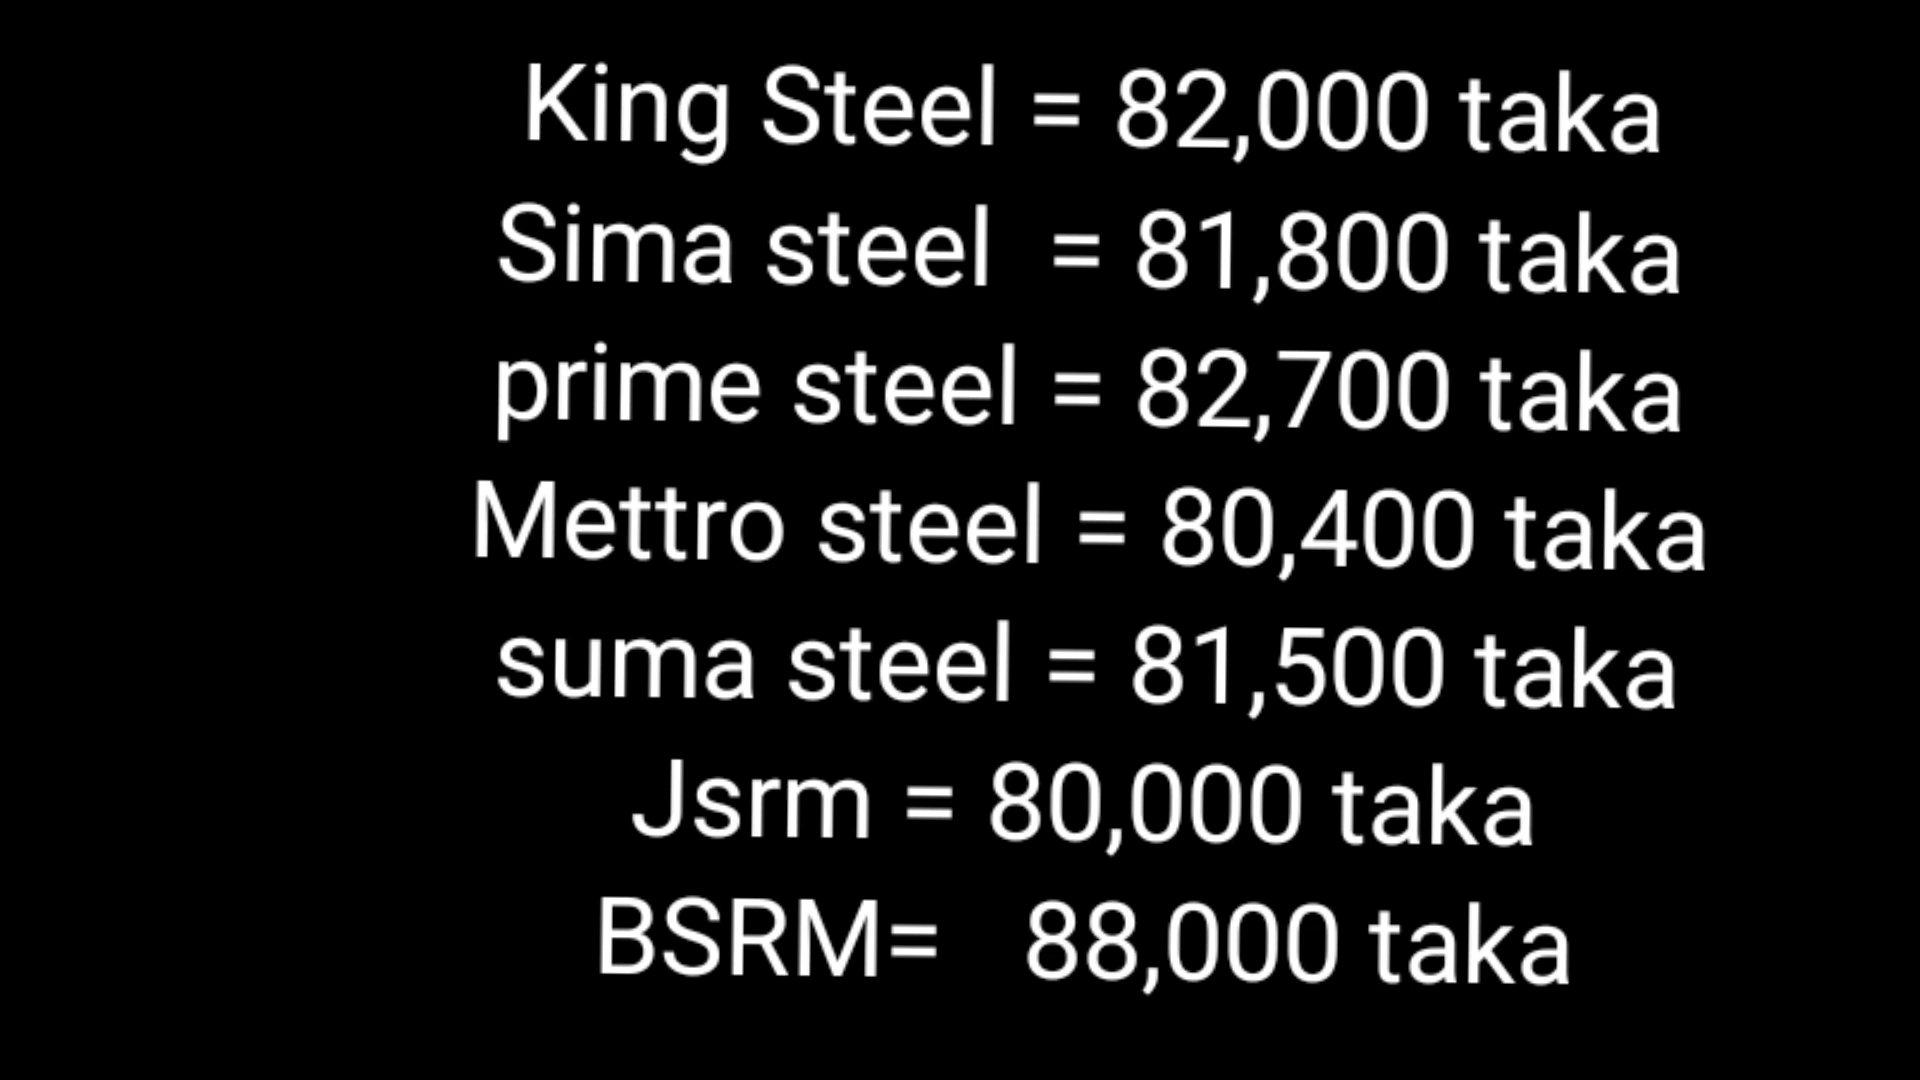 King Steel = 82,000 taka
Sima steel  = 81,800 taka
prime steel = 82,700 taka
Mettro steel = 80,400 taka
suma steel = 81,500 taka
Jsrm = 80,000 taka
BSRM=   88,000 taka